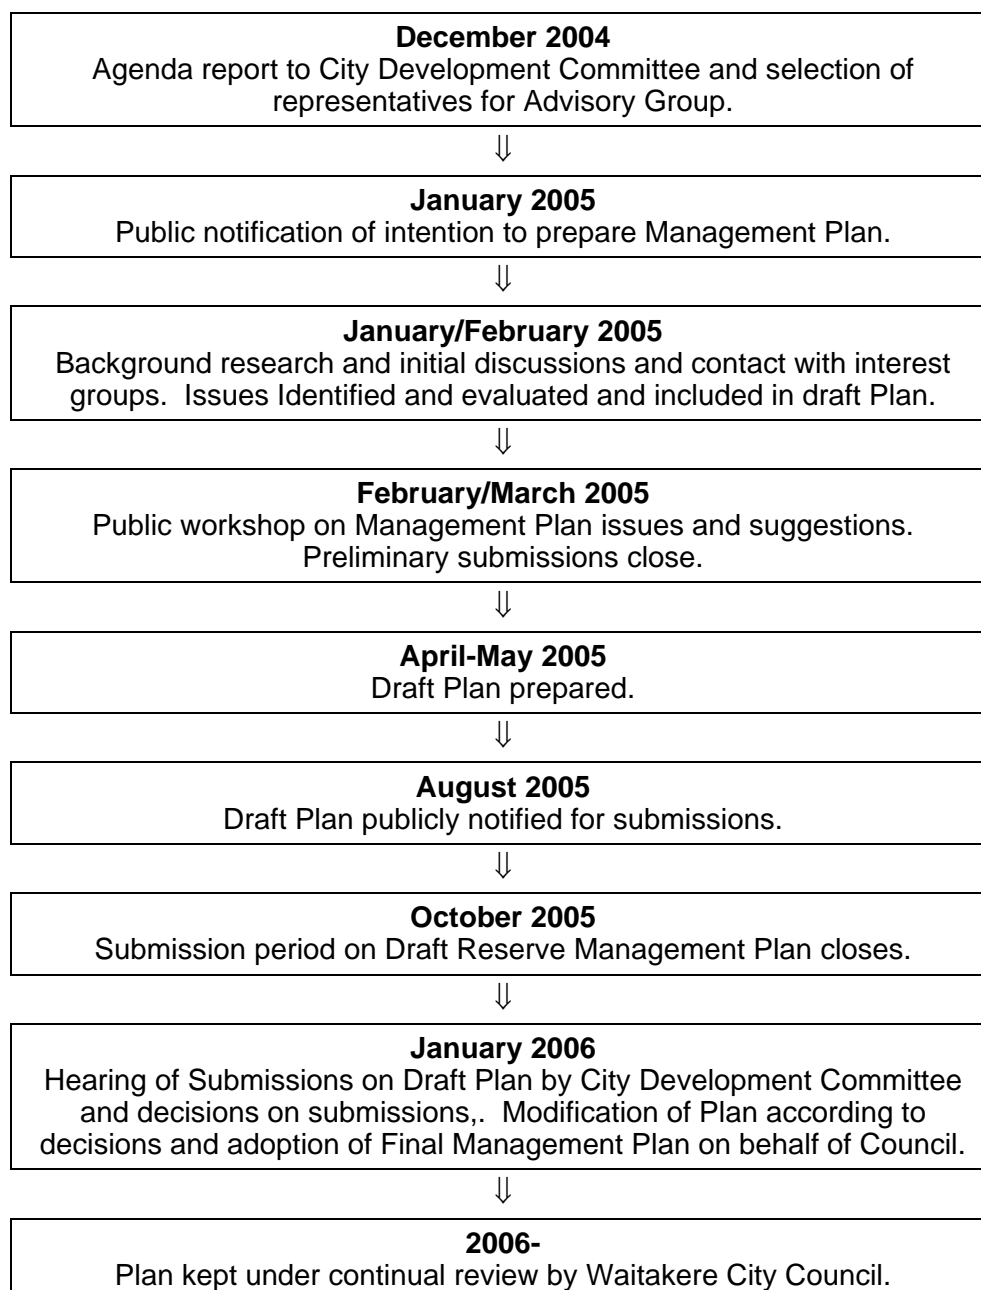 December 2004
Agenda report to City Development Committee and selection of
representatives for Advisory Group.
⇓
January 2005
Public notification of intention to prepare Management Plan.
⇓
January/February 2005
Background research and initial discussions and contact with interest
groups.  Issues Identified and evaluated and included in draft Plan.
⇓
February/March 2005
Public workshop on Management Plan issues and suggestions.
Preliminary submissions close.
⇓
April-May 2005
Draft Plan prepared.
⇓
August 2005
Draft Plan publicly notified for submissions.
⇓
October 2005
Submission period on Draft Reserve Management Plan closes.
⇓
January 2006
Hearing of Submissions on Draft Plan by City Development Committee
and decisions on submissions,.  Modification of Plan according to
decisions and adoption of Final Management Plan on behalf of Council.
⇓
2006-
Plan kept under continual review by Waitakere City Council.